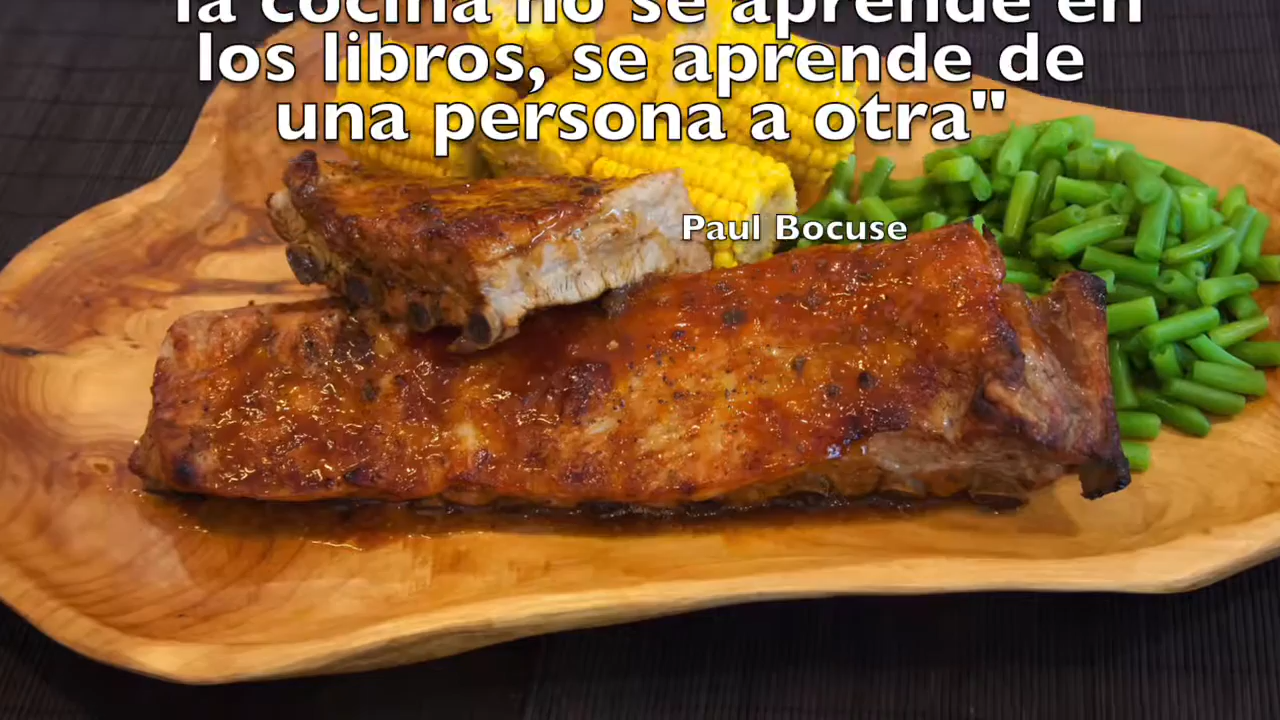 la cocina no se aprende en
los libros, se aprende de
una persona a otra"
Paul Bocuse